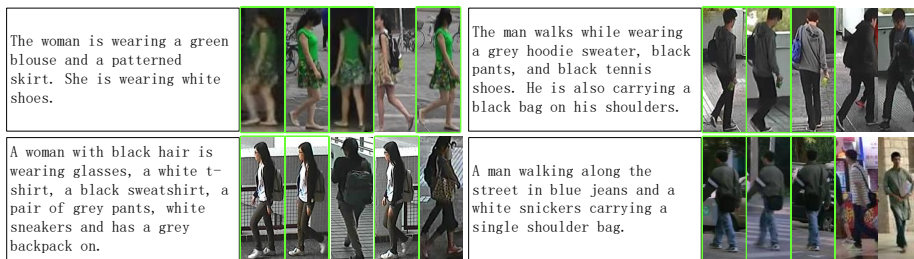 The woman is wearing a green
blouse and a patterned
skirt. She is wearing white
shoes.
The man walks while wearing
a grey hoodie sweater, black
pants, and black tennis
shoes. He is also carrying a
black bag on his shoulders.
A woman with black hair is
wearing glasses, a white t-
shirt, a black sweatshirt, a
pair of grey pants, white
sneakers and has a grey
backpack on.
A man walking along the
street in blue jeans and a
white snickers carrying a
single shoulder bag.